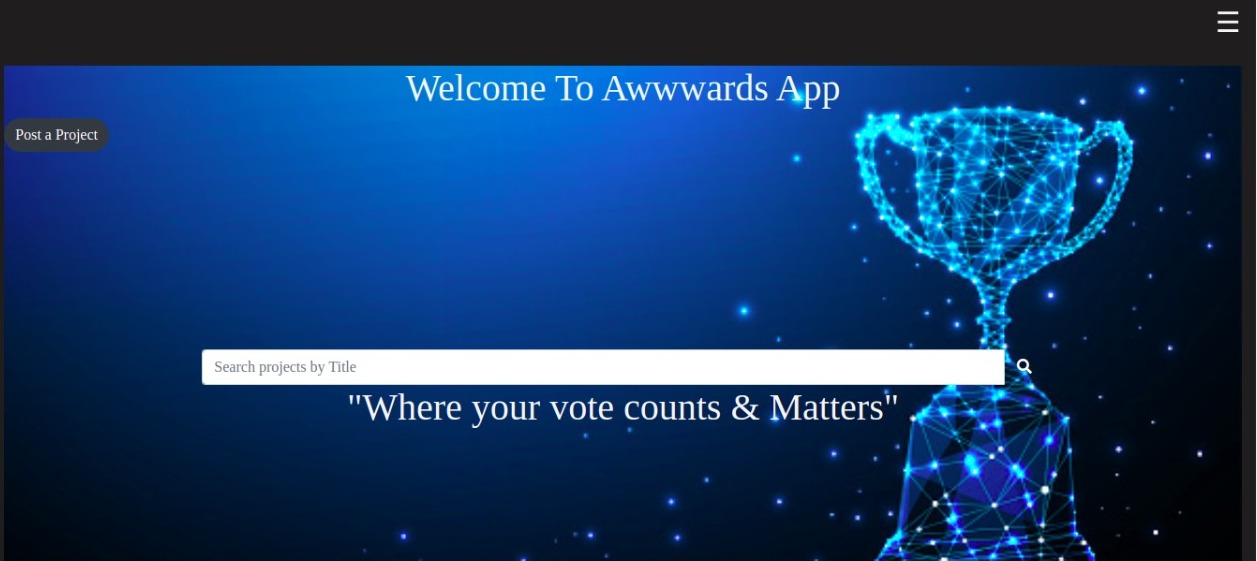 Welcome To Awwwards App
Post a Project
Search projects by Title
"Where your vote counts & Matters"